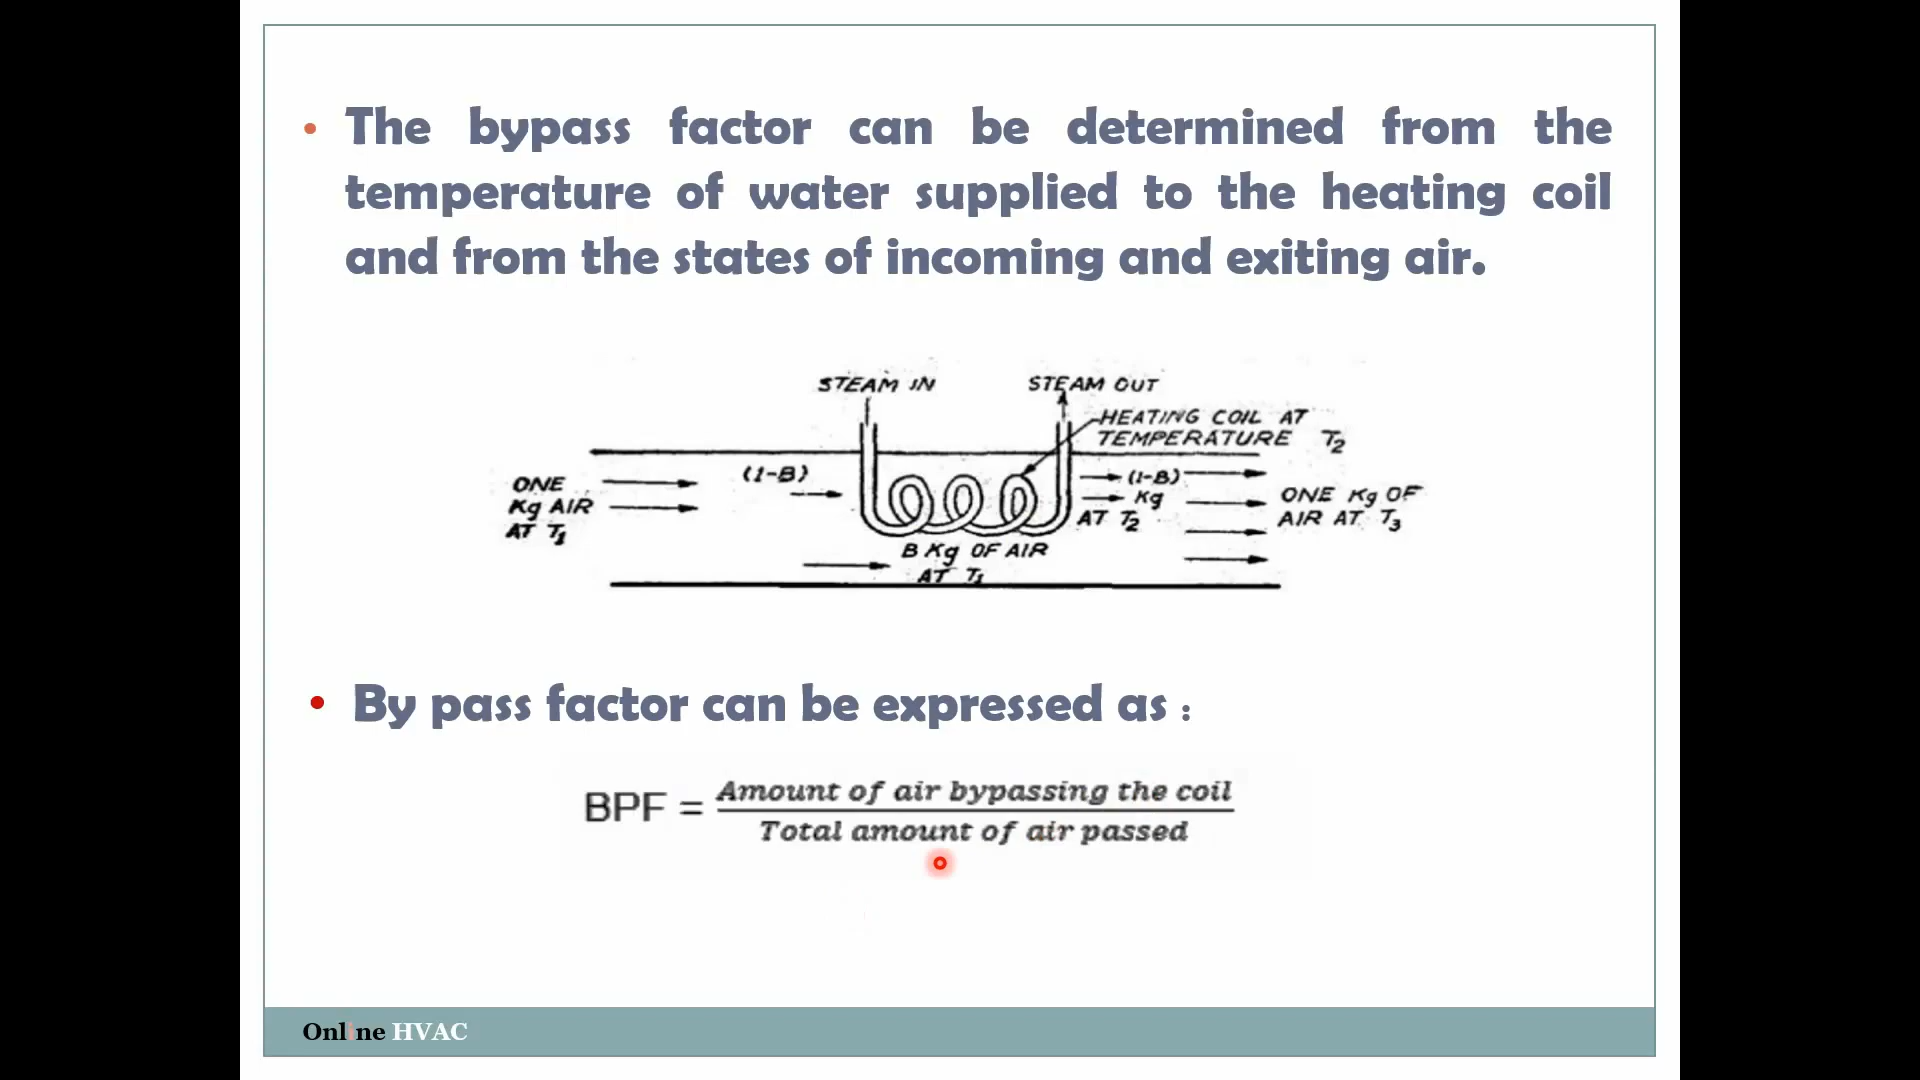 • The bypass factor can be determined from the
temperature of water supplied to the heating coil
and from the states of incoming and exiting air.
STEAM IN
STEAM OUT
HEATING COIL AT
TEMPERATURE T2
ONE
Kg AIR
AT T1
(1-B)
(1-B)
Kg
AT T2
ONE Kg OF
AIR AT T3
B Kg OF AIR
AT T1
• By pass factor can be expressed as :
BPF = Amount of air bypassing the coil
Total amount of air passed
Online HVAC